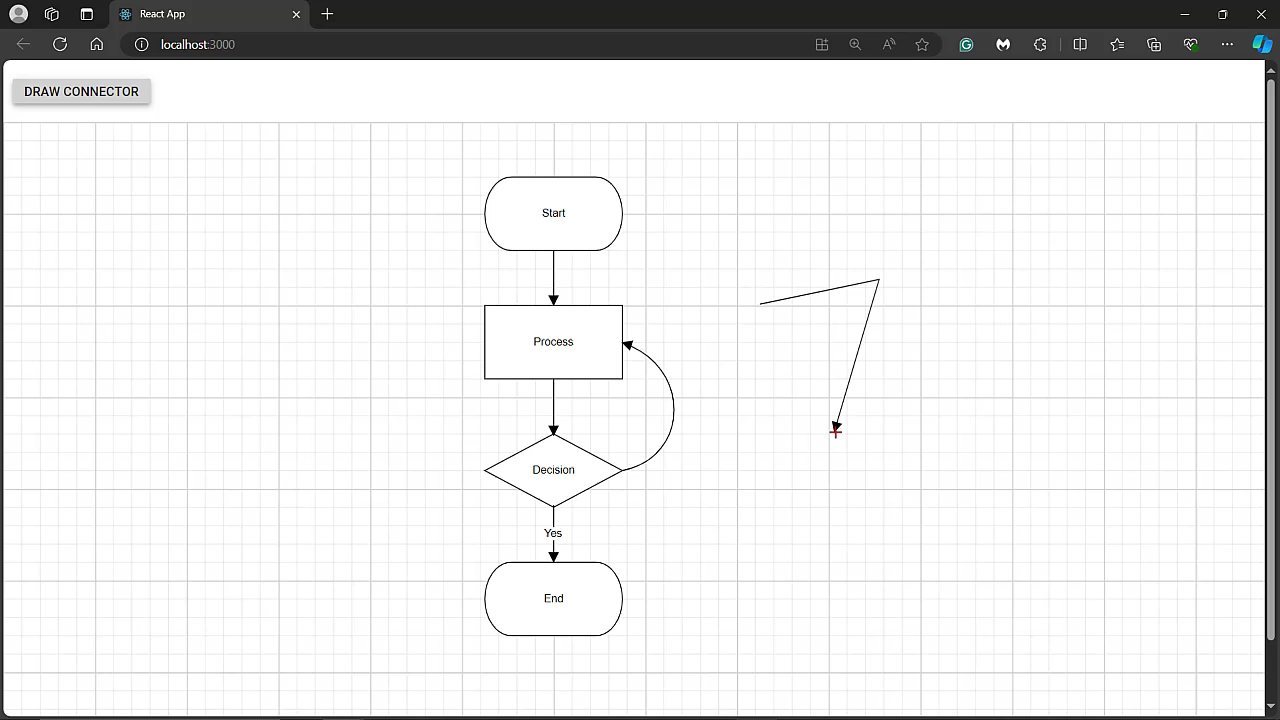 React App
localhost:3000
DRAW CONNECTOR
Start
Process
Decision
Yes
End